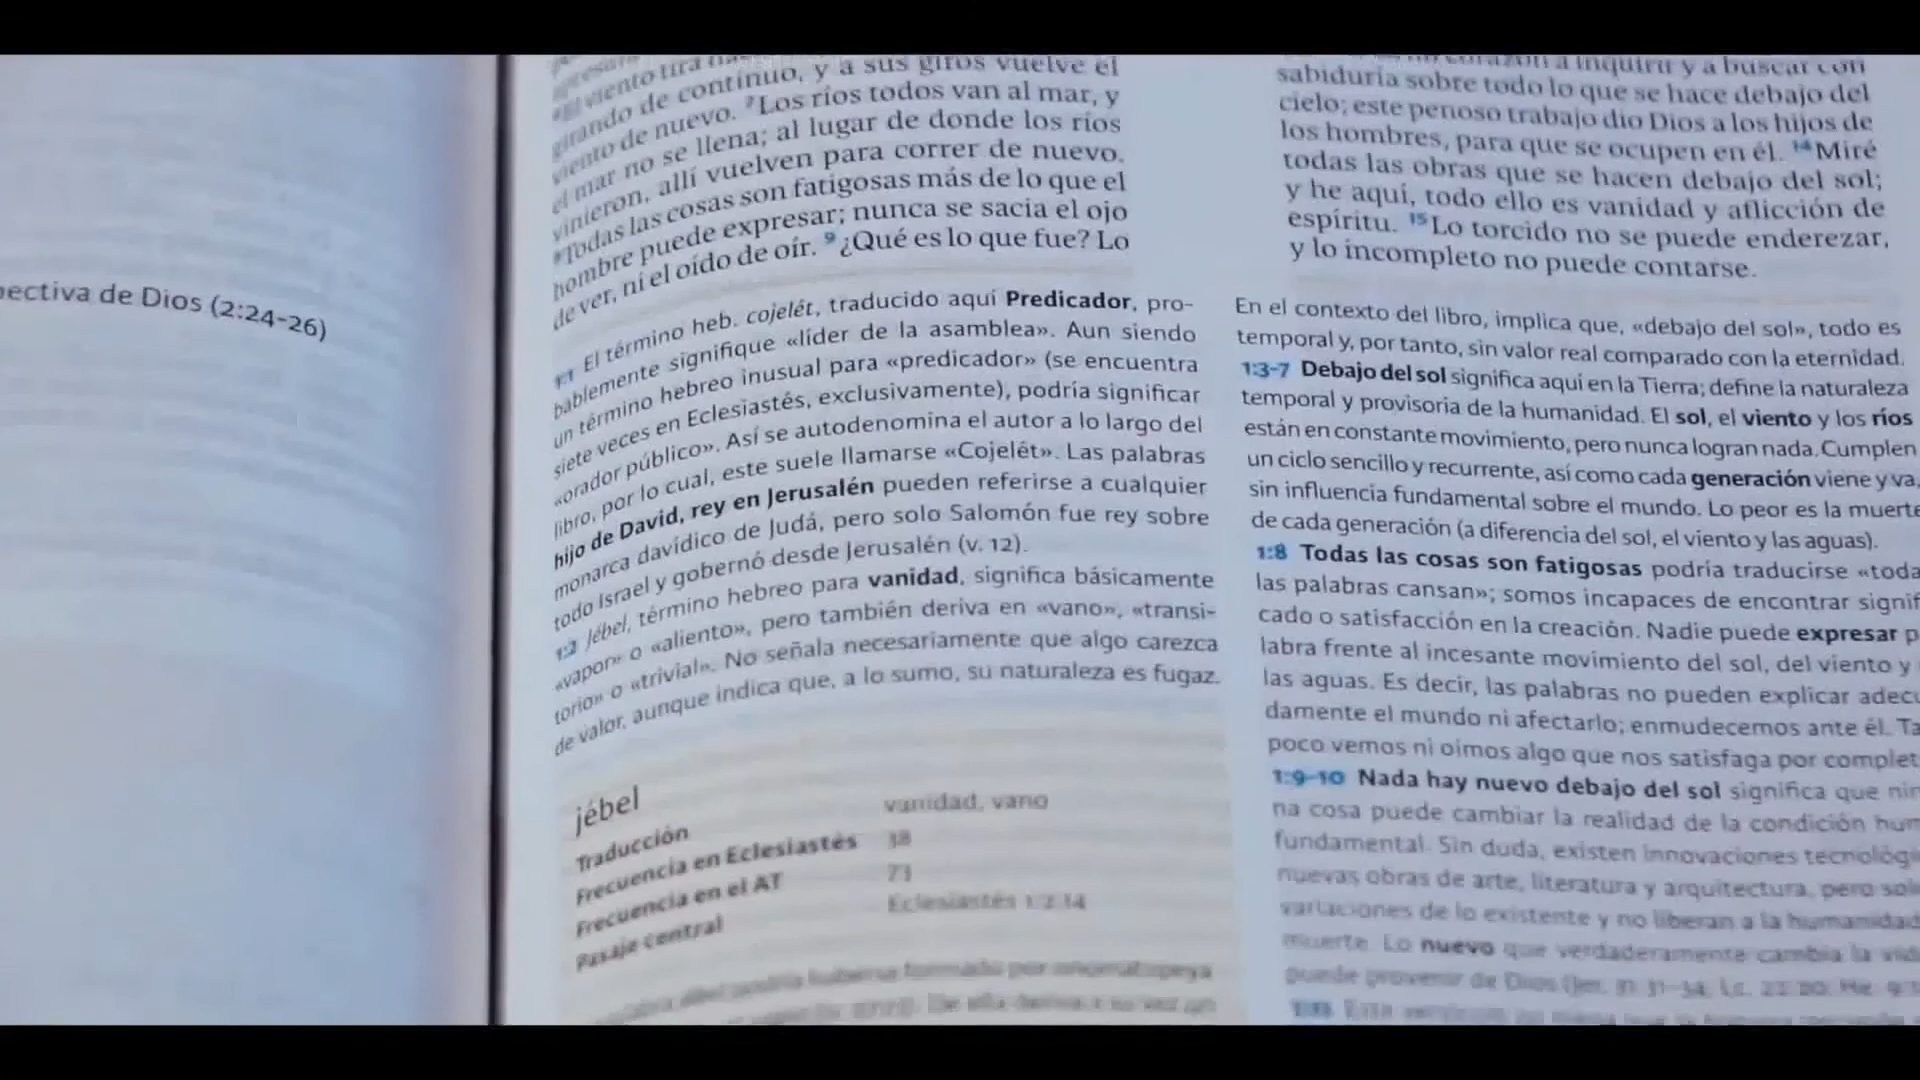 pectiva de Dios (2:24-26)
viento tira
girando de continuo, y a sus giros vuelve el
viento de nuevo. 7Los ríos todos van al mar, y
el mar no se llena; al lugar de donde los ríos
vinieron, allí vuelven para correr de nuevo.
8Todas las cosas son fatigosas más de lo que el
hombre puede expresar; nunca se sacia el ojo
de ver, ni el oído de oír. 9¿Qué es lo que fue? Lo
1:1 El término heb. cojelét, traducido aquí Predicador, pro-
bablemente signifique «líder de la asamblea». Aun siendo
un término hebreo inusual para «predicador» (se encuentra
siete veces en Eclesiastés, exclusivamente), podría significar
«orador público». Así se autodenomina el autor a lo largo del
libro, por lo cual, este suele llamarse «Cojelét». Las palabras
hijo de David, rey en Jerusalén pueden referirse a cualquier
monarca davídico de Judá, pero solo Salomón fue rey sobre
todo Israel y gobernó desde Jerusalén (v. 12).
1:2 Jébel, término hebreo para vanidad, significa básicamente
«vapor» o «aliento», pero también deriva en «vano», «transi-
torio» o «trivial». No señala necesariamente que algo carezca
de valor, aunque indica que, a lo sumo, su naturaleza es fugaz.
jébel
Traducción vanidad, vano
Frecuencia en Eclesiastés 38
Frecuencia en el AT 73
Pasaje central Eclesiastés 1:2,14
corazón a inquirir y a buscar con
sabiduría sobre todo lo que se hace debajo del
cielo; este penoso trabajo dio Dios a los hijos de
los hombres, para que se ocupen en él. 14Miré
todas las obras que se hacen debajo del sol;
y he aquí, todo ello es vanidad y aflicción de
espíritu. 15Lo torcido no se puede enderezar,
y lo incompleto no puede contarse.
En el contexto del libro, implica que, «debajo del sol», todo es
temporal y, por tanto, sin valor real comparado con la eternidad.
1:3-7 Debajo del sol significa aquí en la Tierra; define la naturaleza
temporal y provisoria de la humanidad. El sol, el viento y los ríos
están en constante movimiento, pero nunca logran nada. Cumplen
un ciclo sencillo y recurrente, así como cada generación viene y va,
sin influencia fundamental sobre el mundo. Lo peor es la muerte
de cada generación (a diferencia del sol, el viento y las aguas).
1:8 Todas las cosas son fatigosas podría traducirse «toda
las palabras cansan»; somos incapaces de encontrar signif
cado o satisfacción en la creación. Nadie puede expresar p
labra frente al incesante movimiento del sol, del viento y
las aguas. Es decir, las palabras no pueden explicar adecu
damente el mundo ni afectarlo; enmudecemos ante él. Ta
poco vemos ni oímos algo que nos satisfaga por complet
1:9-10 Nada hay nuevo debajo del sol significa que nin
na cosa puede cambiar la realidad de la condición hum
fundamental. Sin duda, existen innovaciones tecnológi
nuevas obras de arte, literatura y arquitectura, pero sol
variaciones de lo existente y no liberan a la humanidad
muerte. Lo nuevo que verdaderamente cambia la vid
puede provenir de Dios